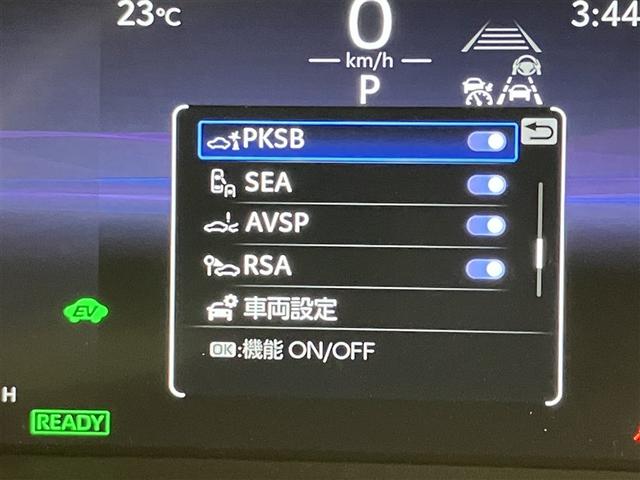 23℃
0
3:44
km/h
P
PKSB
SEA
AVSP
RSA
EV
車両設定
OK:機能 ON/OFF
H
READY